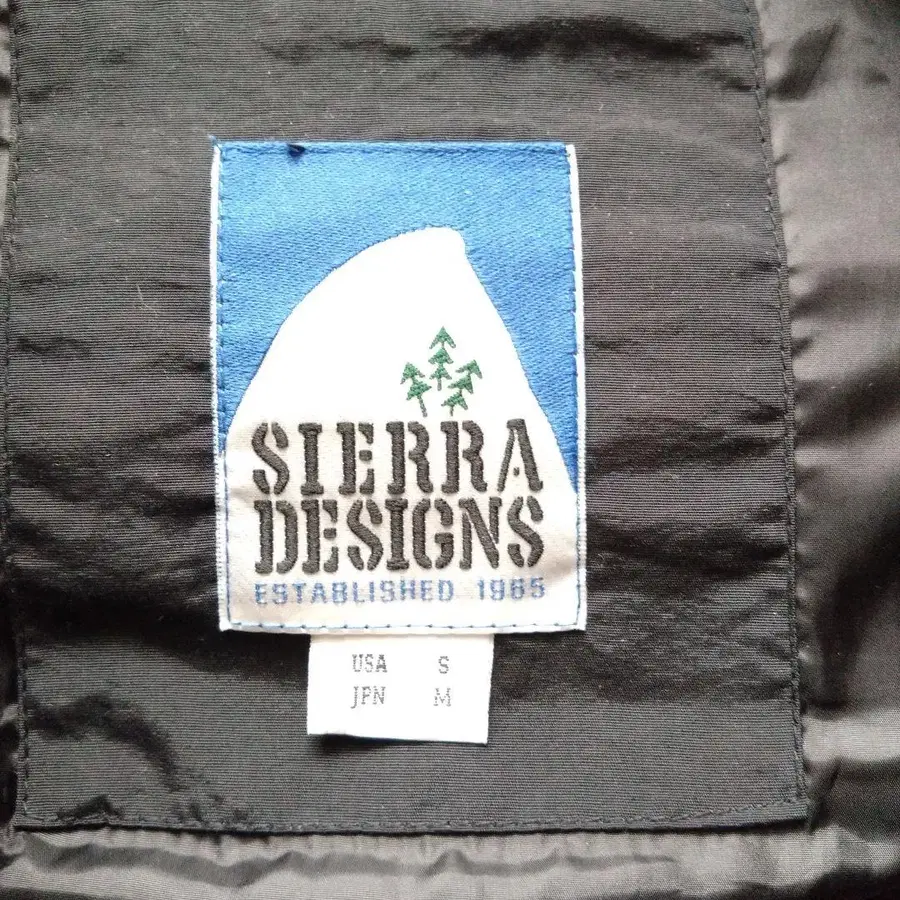 SIERRA
DESIGNS
ESTABLISHED 1965
USA S
JPN M